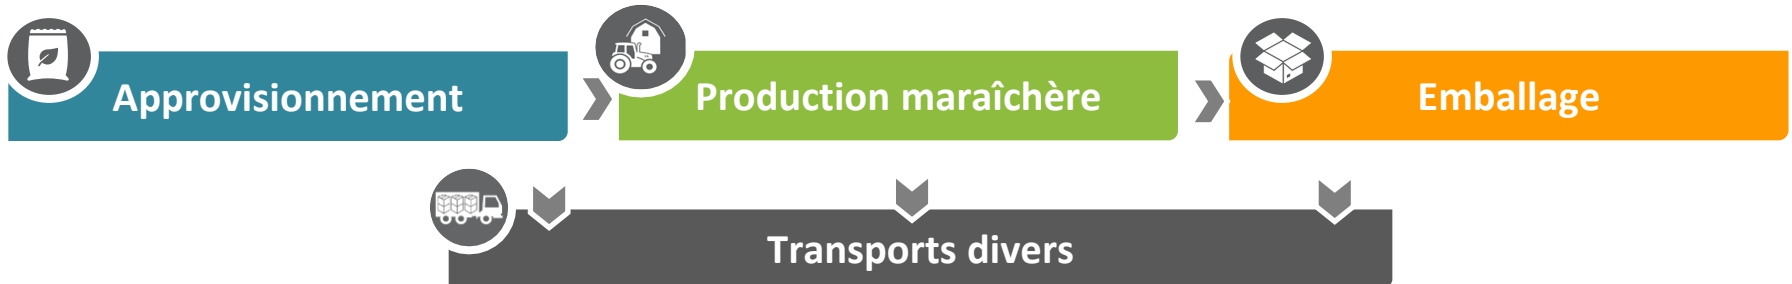 Approvisionnement
Production maraîchère
Emballage
Transports divers